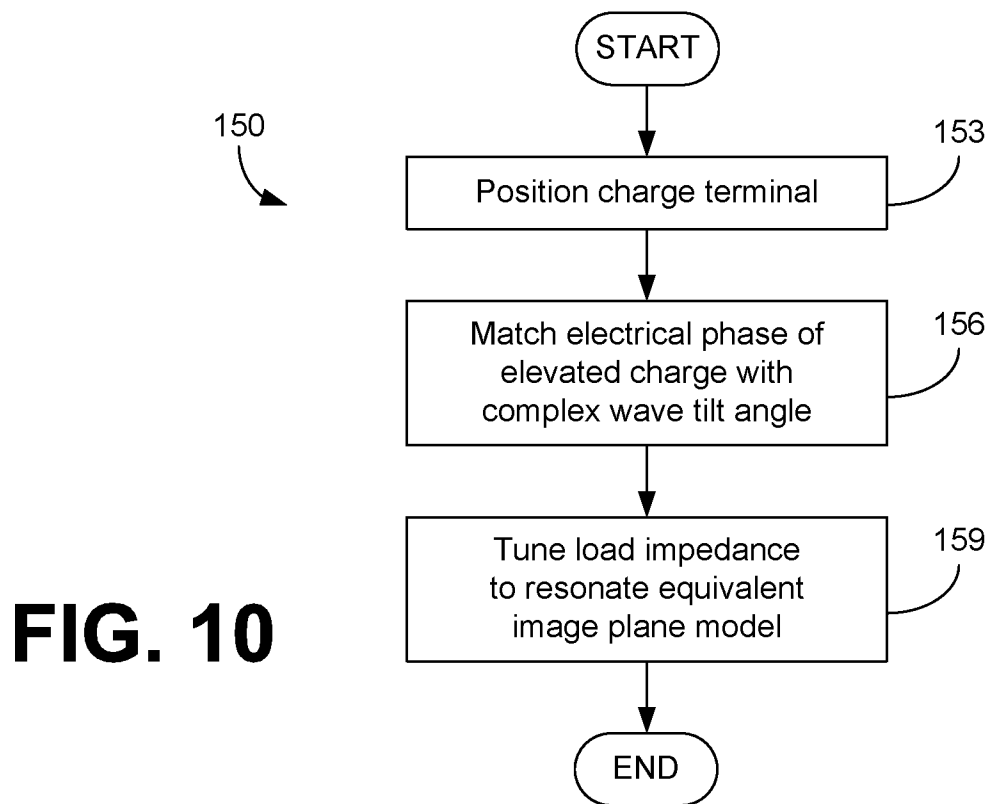 START
150
153
Position charge terminal
156
Match electrical phase of
elevated charge with
complex wave tilt angle
159
Tune load impedance
to resonate equivalent
image plane model
FIG. 10
END